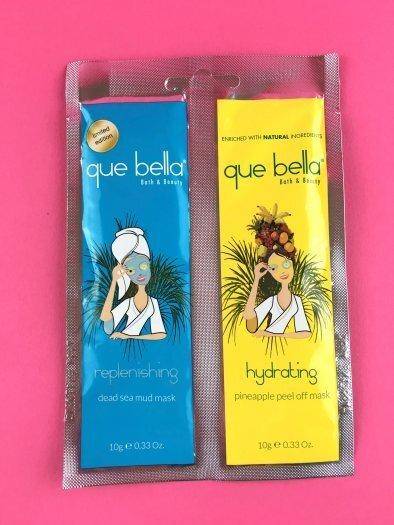 limited
edition
que bella®
Bath & Beauty
replenishing
dead sea mud mask
10g ℮ 0.33 Oz.
ENRICHED WITH NATURAL INGREDIENTS
que bella®
Bath & Beauty
hydrating
pineapple peel off mask
10g ℮ 0.33 Oz.